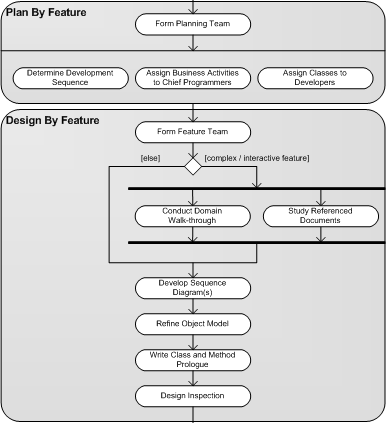 Plan By Feature
Form Planning Team
Determine Development
Sequence
Assign Business Activities
to Chief Programmers
Assign Classes to
Developers
Design By Feature
Form Feature Team
[else]
[complex / interactive feature]
Conduct Domain
Walk-through
Study Referenced
Documents
Develop Sequence
Diagram(s)
Refine Object Model
Write Class and Method
Prologue
Design Inspection